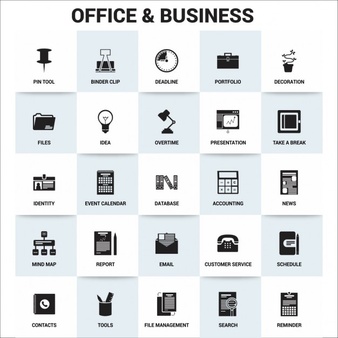 OFFICE & BUSINESS
PIN TOOL
BINDER CLIP
DEADLINE
PORTFOLIO
DECORATION
FILES
IDEA
OVERTIME
PRESENTATION
TAKE A BREAK
IDENTITY
EVENT CALENDAR
DATABASE
ACCOUNTING
NEWS
MIND MAP
REPORT
EMAIL
CUSTOMER SERVICE
SCHEDULE
CONTACTS
TOOLS
FILE MANAGEMENT
SEARCH
REMINDER